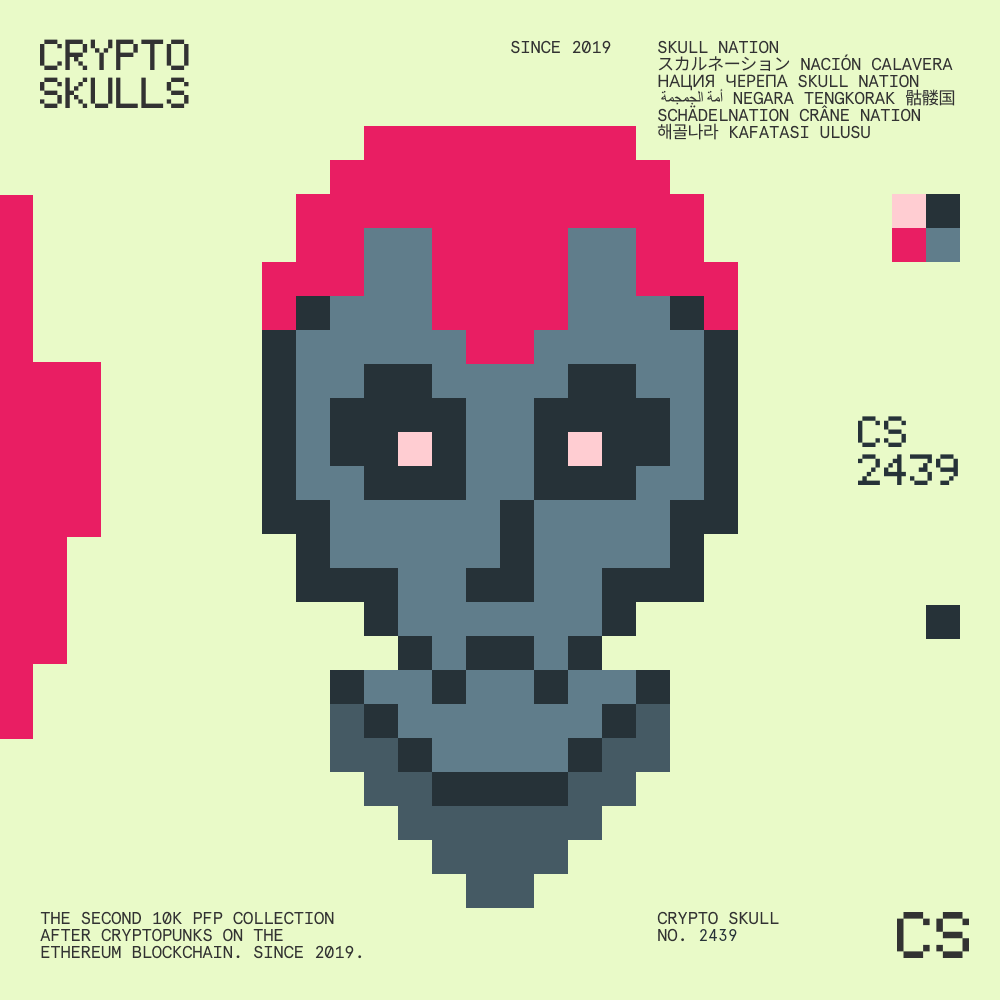 CRYPTO
SKULLS
SINCE 2019
SKULL NATION
スカルネーション NACIÓN CALAVERA
НАЦИЯ ЧЕРЕПА SKULL NATION
أمة الجمجمة NEGARA TENGKORAK 骷髅国
SCHÄDELNATION CRÂNE NATION
해골나라 KAFATASI ULUSU
CS
2439
THE SECOND 10K PFP COLLECTION
AFTER CRYPTOPUNKS ON THE
ETHEREUM BLOCKCHAIN. SINCE 2019.
CRYPTO SKULL
NO. 2439
CS